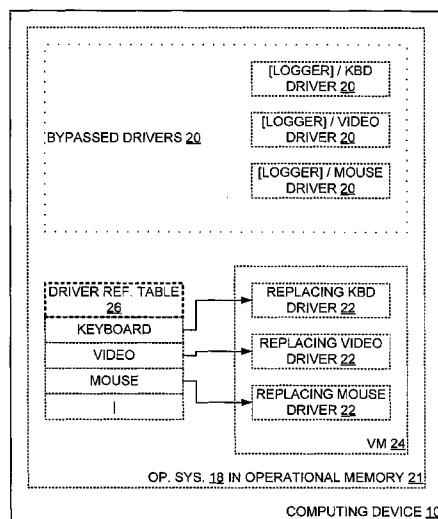 [LOGGER] / KBD
DRIVER 20
[LOGGER] / VIDEO
DRIVER 20
BYPASSED DRIVERS 20
[LOGGER] / MOUSE
DRIVER 20
DRIVER REF. TABLE
26
KEYBOARD
VIDEO
MOUSE
|
REPLACING KBD
DRIVER 22
REPLACING VIDEO
DRIVER 22
REPLACING MOUSE
DRIVER 22
VM 24
OP. SYS. 18 IN OPERATIONAL MEMORY 21
COMPUTING DEVICE 10